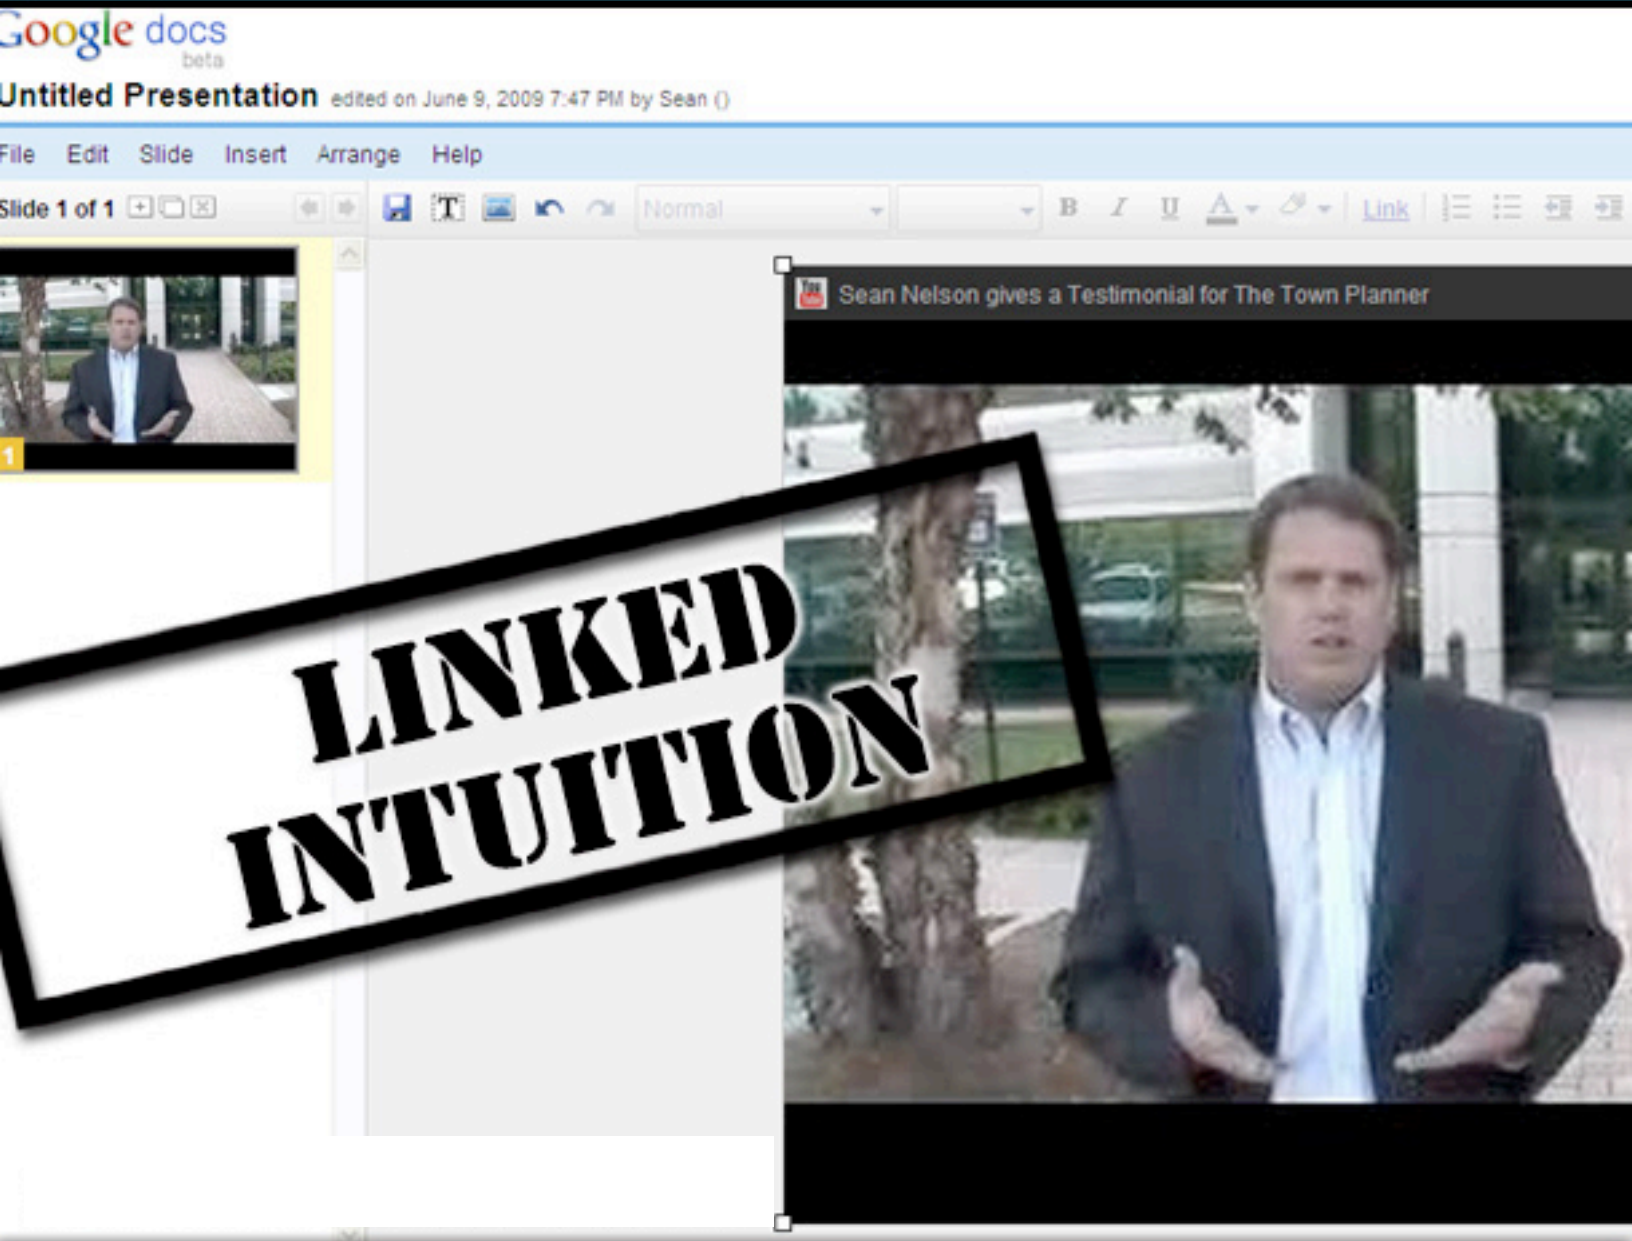 Google docs
beta
Untitled Presentation edited on June 9, 2009 7:47 PM by Sean ()
File Edit Slide Insert Arrange Help
Slide 1 of 1 T Normal B I U A Link
You Tube Sean Nelson gives a Testimonial for The Town Planner
1
LINKED
INTUITION